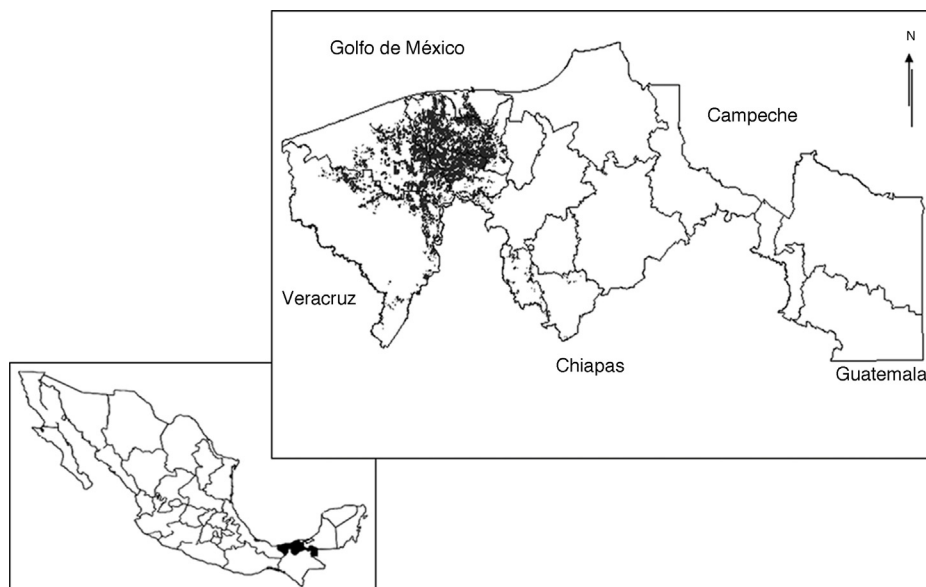 Golfo de México
N
Campeche
Veracruz
Chiapas
Guatemala